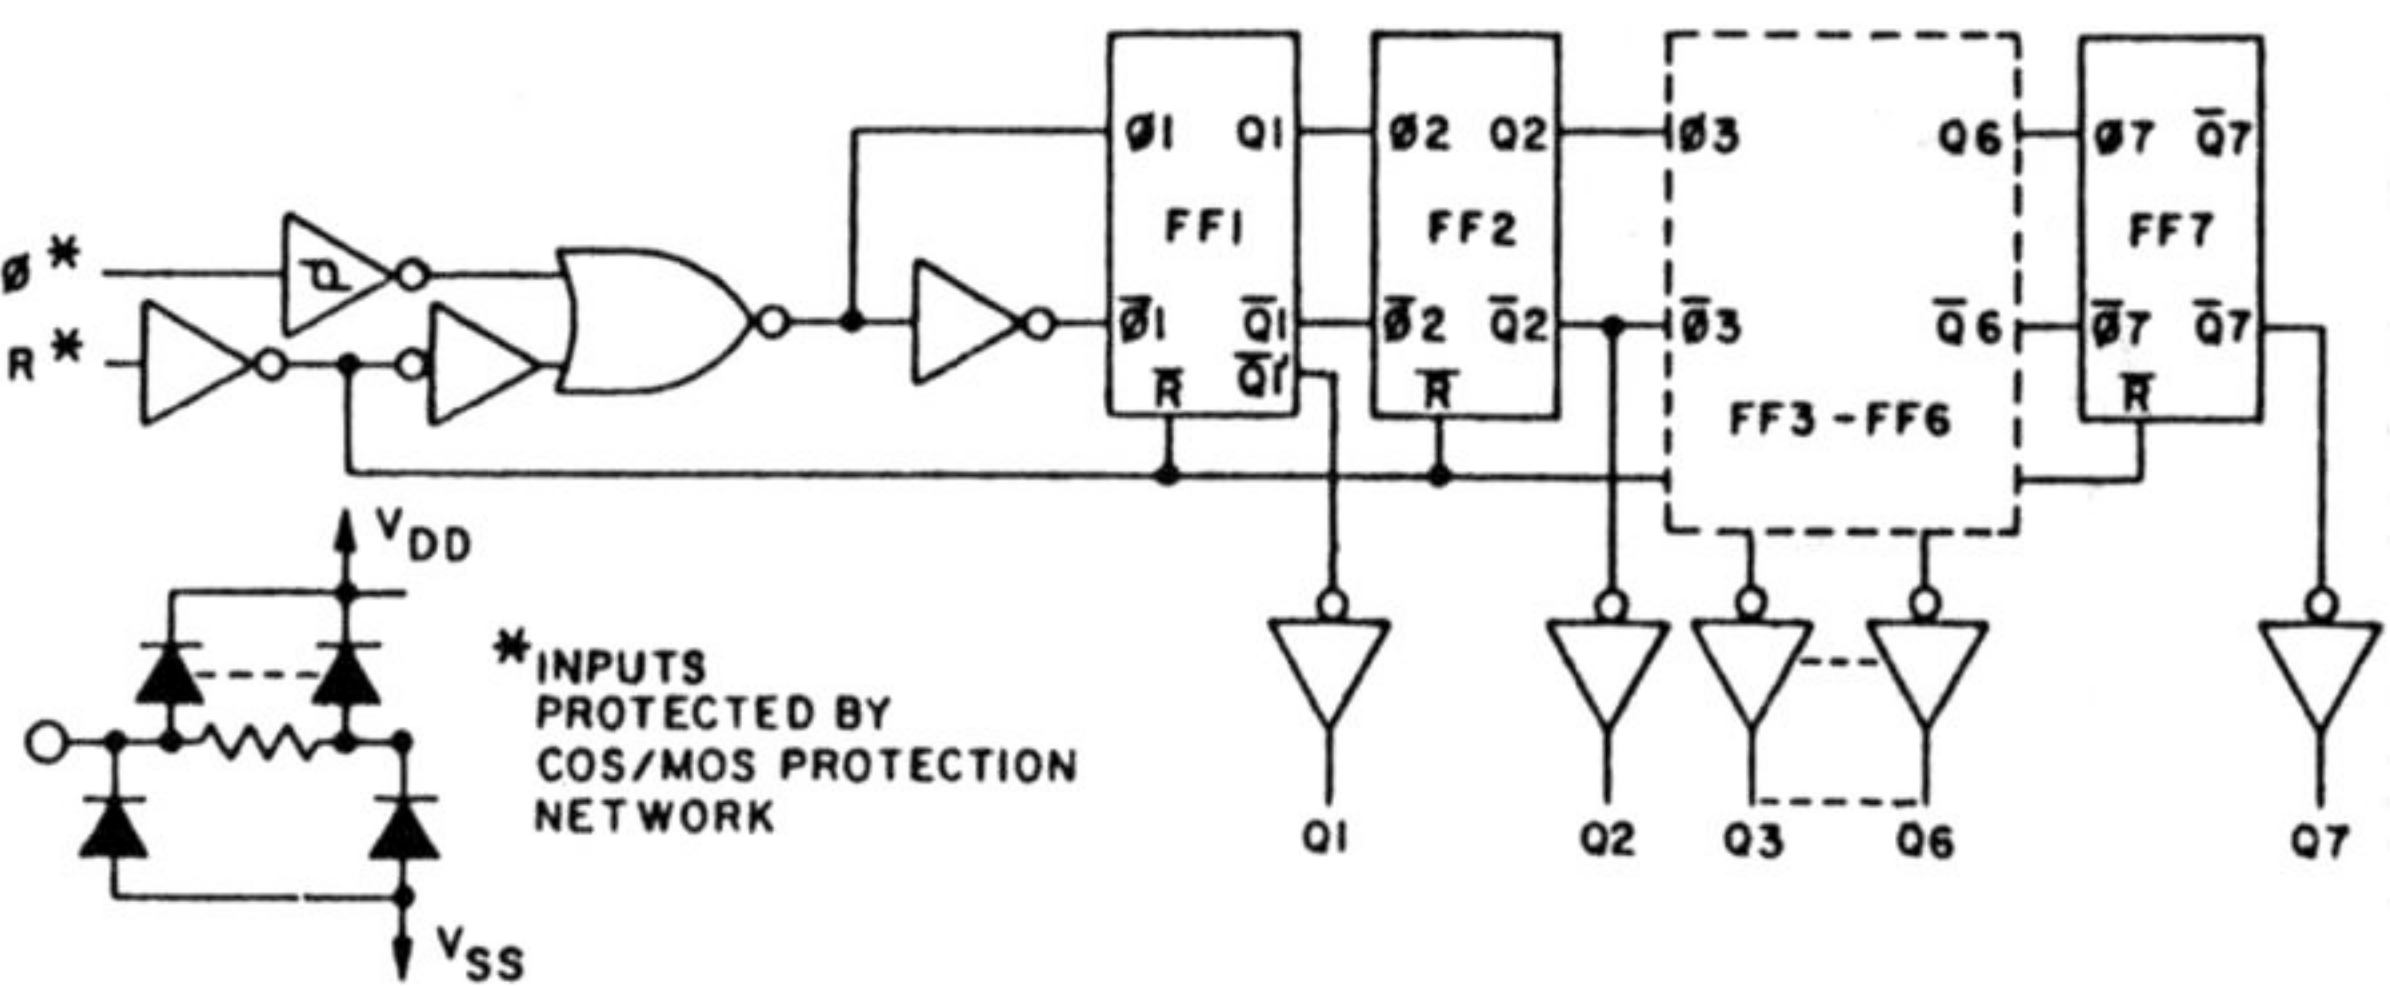 Ø1 Q1 Ø2 Q2 Ø3 Q6 Ø7 Q̅7
FF1 FF2 FF7
Ø *
R *
Ø̅1 Q̅1 Ø̅2 Q̅2 Ø̅3 Q̅6 Ø̅7 Q̅7
R̅ Q̅1' R̅ R̅
FF3 - FF6
VDD
* INPUTS
PROTECTED BY
COS/MOS PROTECTION
NETWORK
Q1 Q2 Q3 Q6 Q7
VSS